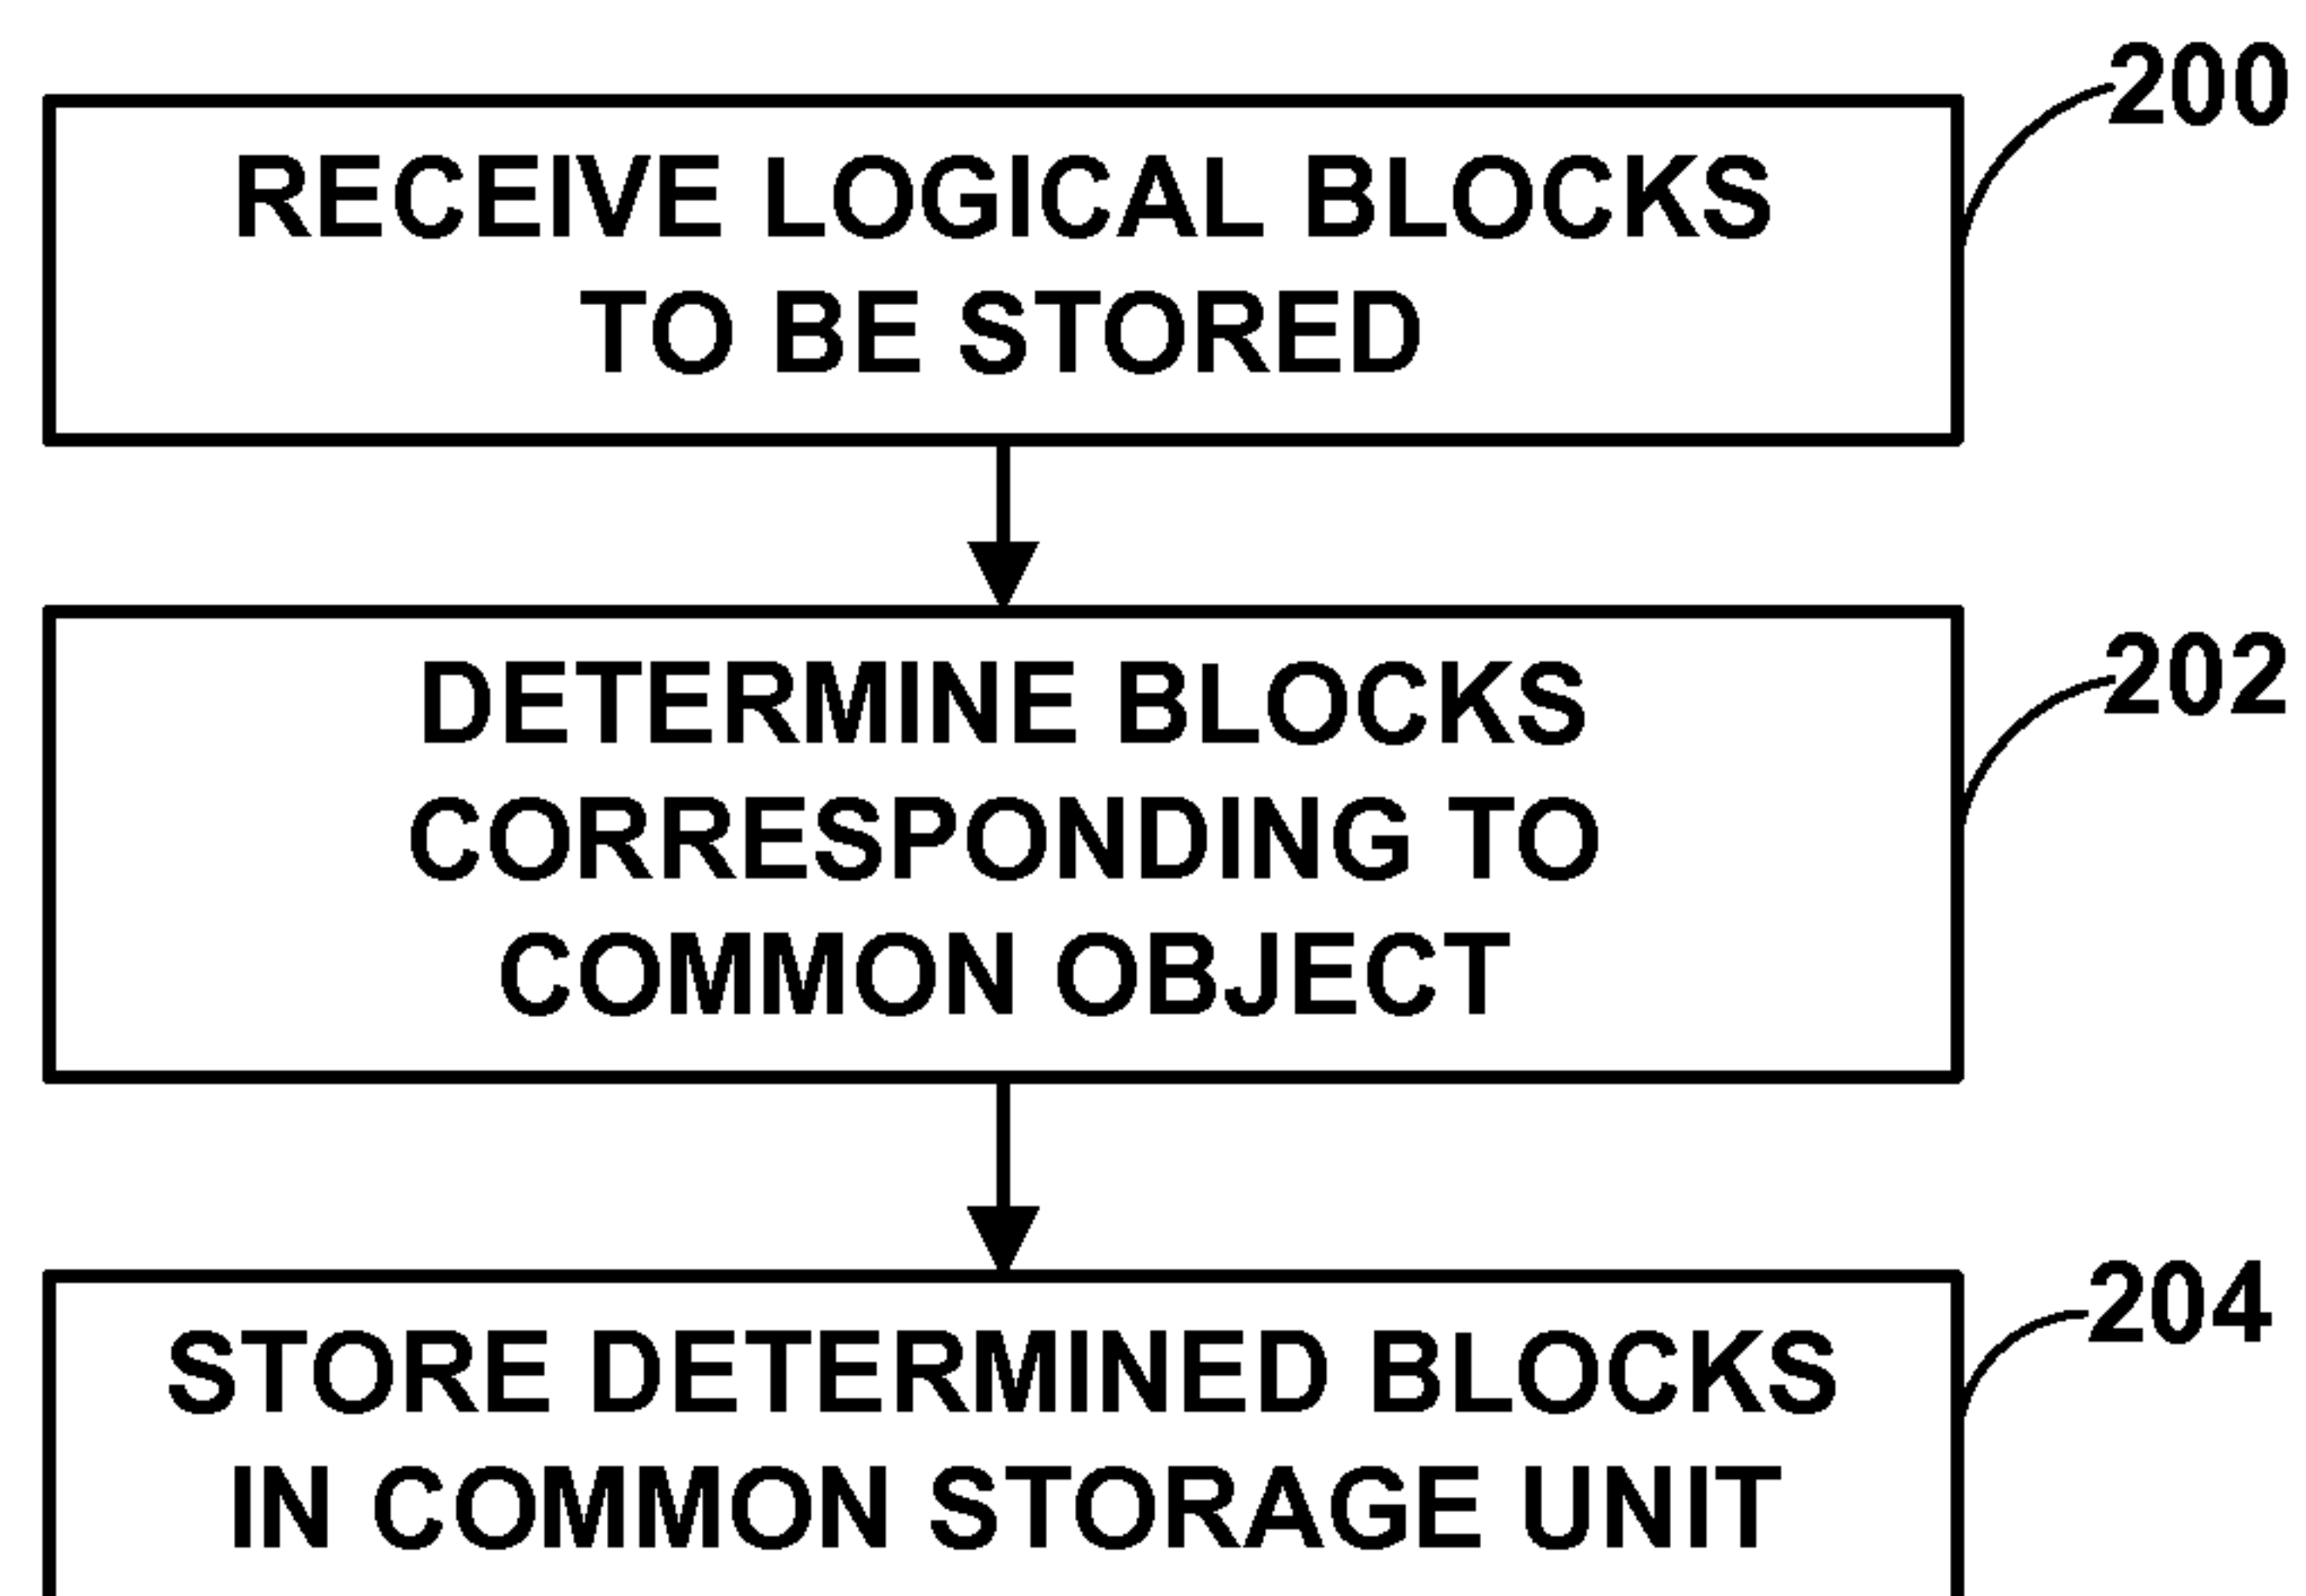 200
RECEIVE LOGICAL BLOCKS
TO BE STORED
202
DETERMINE BLOCKS
CORRESPONDING TO
COMMON OBJECT
204
STORE DETERMINED BLOCKS
IN COMMON STORAGE UNIT